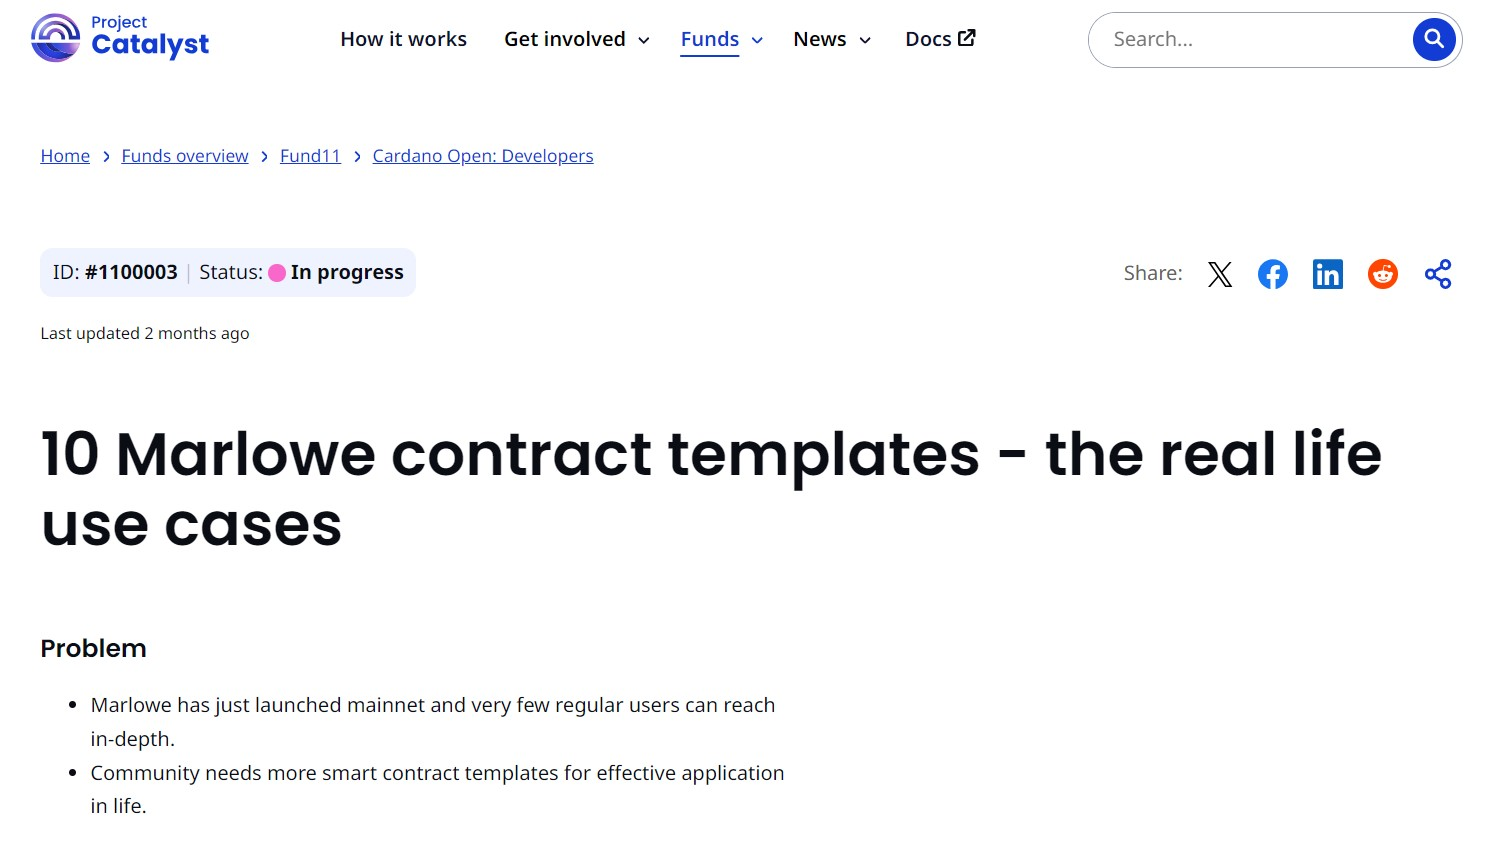 Project
Catalyst
How it works
Get involved
Funds
News
Docs
Search...
Home
Funds overview
Fund11
Cardano Open: Developers
ID: #1100003 | Status: In progress
Share:
Last updated 2 months ago
10 Marlowe contract templates - the real life
use cases
Problem
Marlowe has just launched mainnet and very few regular users can reach
in-depth.
Community needs more smart contract templates for effective application
in life.